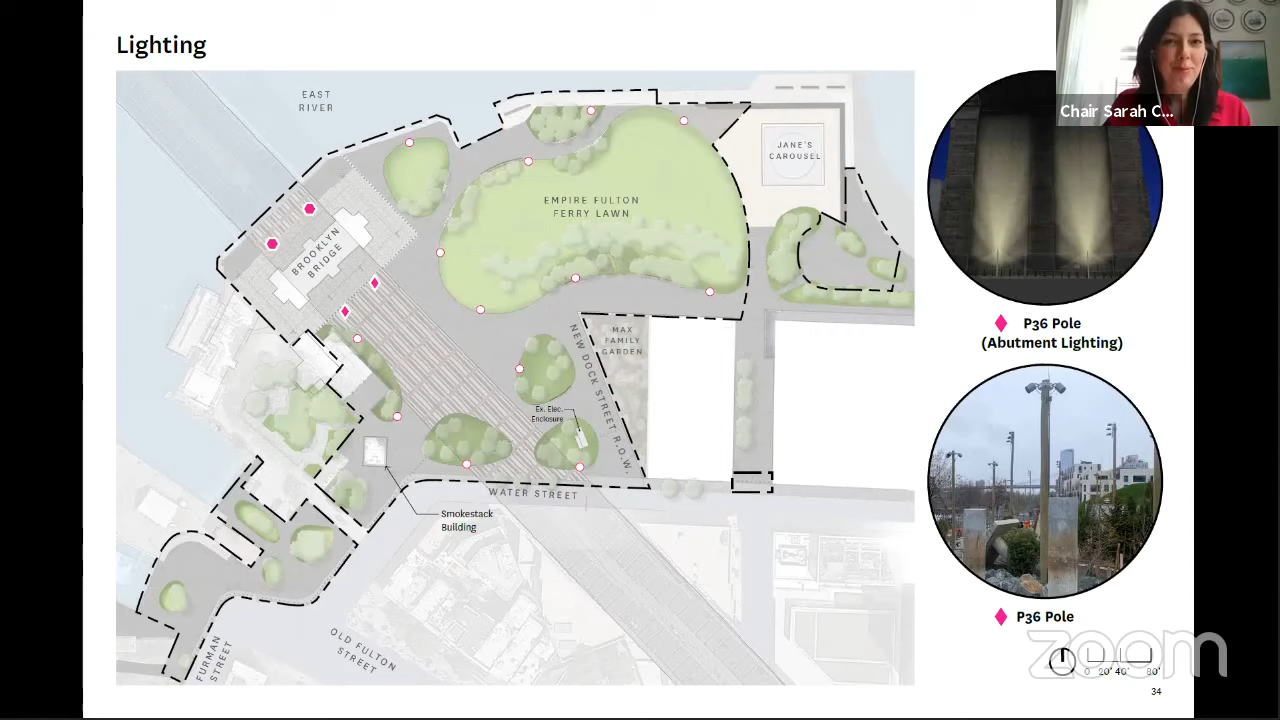 Lighting
Chair Sarah C...
EAST
RIVER
JANE'S
CAROUSEL
EMPIRE FULTON
FERRY LAWN
BROOKLYN
BRIDGE
MAX
FAMILY
GARDEN
NEW DOCK STREET R.O.W.
Ex. Elec.
Enclosure
WATER STREET
Smokestack
Building
OLD FULTON
STREET
FURMAN
STREET
P36 Pole
(Abutment Lighting)
P36 Pole
zoom
0 20' 40' 80'
34